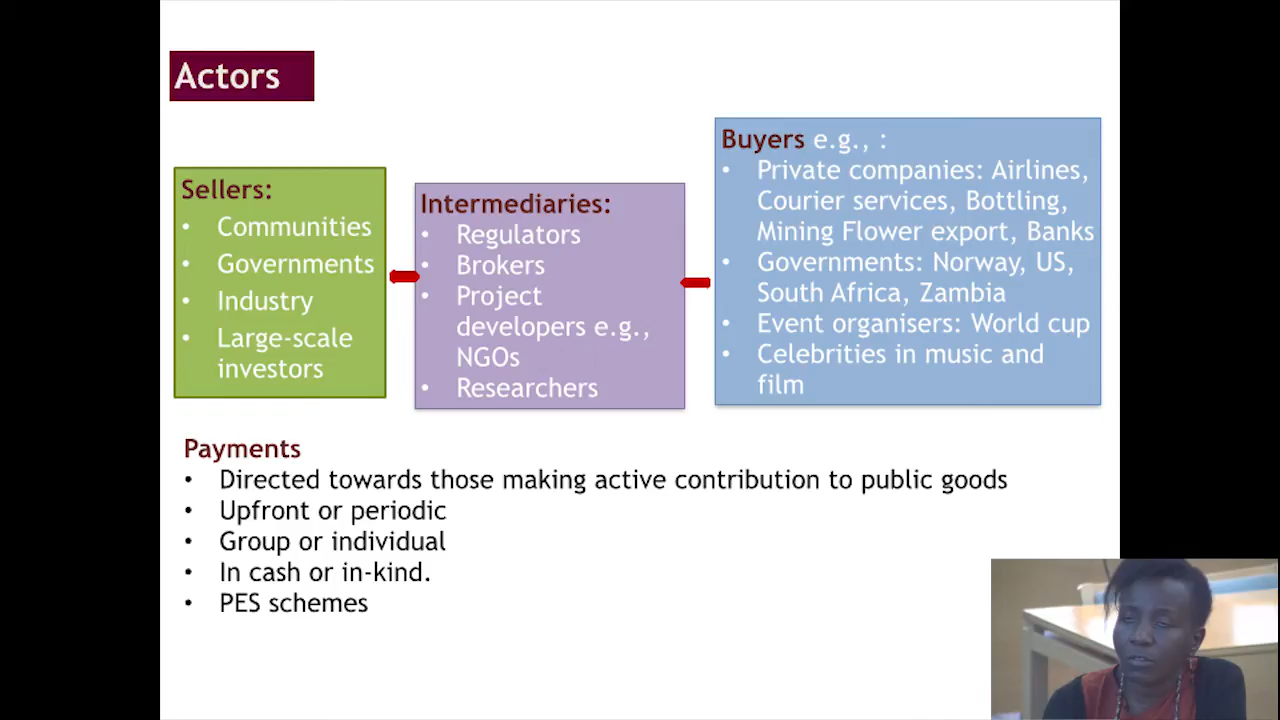 Actors
Sellers:
• Communities
• Governments
• Industry
• Large-scale
investors
Intermediaries:
• Regulators
• Brokers
• Project
developers e.g.,
NGOs
• Researchers
Buyers e.g., :
• Private companies: Airlines,
Courier services, Bottling,
Mining Flower export, Banks
• Governments: Norway, US,
South Africa, Zambia
• Event organisers: World cup
• Celebrities in music and
film
Payments
• Directed towards those making active contribution to public goods
• Upfront or periodic
• Group or individual
• In cash or in-kind.
• PES schemes